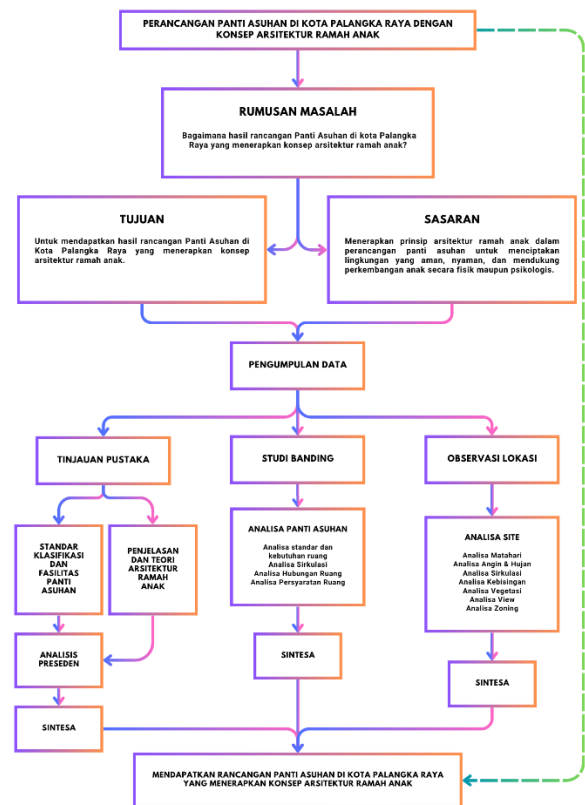 PERANCANGAN PANTI ASUHAN DI KOTA PALANGKA RAYA DENGAN
KONSEP ARSITEKTUR RAMAH ANAK
RUMUSAN MASALAH
Bagaimana hasil rancangan Panti Asuhan di kota Palangka
Raya yang menerapkan konsep arsitektur ramah anak?
TUJUAN
Untuk mendapatkan hasil rancangan Panti Asuhan di
Kota Palangka Raya yang menerapkan konsep
arsitektur ramah anak.
SASARAN
Menerapkan prinsip arsitektur ramah anak dalam
perancangan panti asuhan untuk menciptakan
lingkungan yang aman, nyaman, dan mendukung
perkembangan anak secara fisik maupun psikologis.
PENGUMPULAN DATA
TINJAUAN PUSTAKA
STUDI BANDING
OBSERVASI LOKASI
STANDAR
KLASIFIKASI
DAN
FASILITAS
PANTI
ASUHAN
PENJELASAN
DAN TEORI
ARSITEKTUR
RAMAH
ANAK
ANALISA PANTI ASUHAN
Analisa standar dan
kebutuhan ruang
Analisa Sirkulasi
Analisa Hubungan Ruang
Analisa Persyaratan Ruang
ANALISA SITE
Analisa Matahari
Analisa Angin & Hujan
Analisa Sirkulasi
Analisa Kebisingan
Analisa Vegetasi
Analisa View
Analisa Zoning
ANALISIS
PRESEDEN
SINTESA
SINTESA
SINTESA
MENDAPATKAN RANCANGAN PANTI ASUHAN DI KOTA PALANGKA RAYA
YANG MENERAPKAN KONSEP ARSITEKTUR RAMAH ANAK